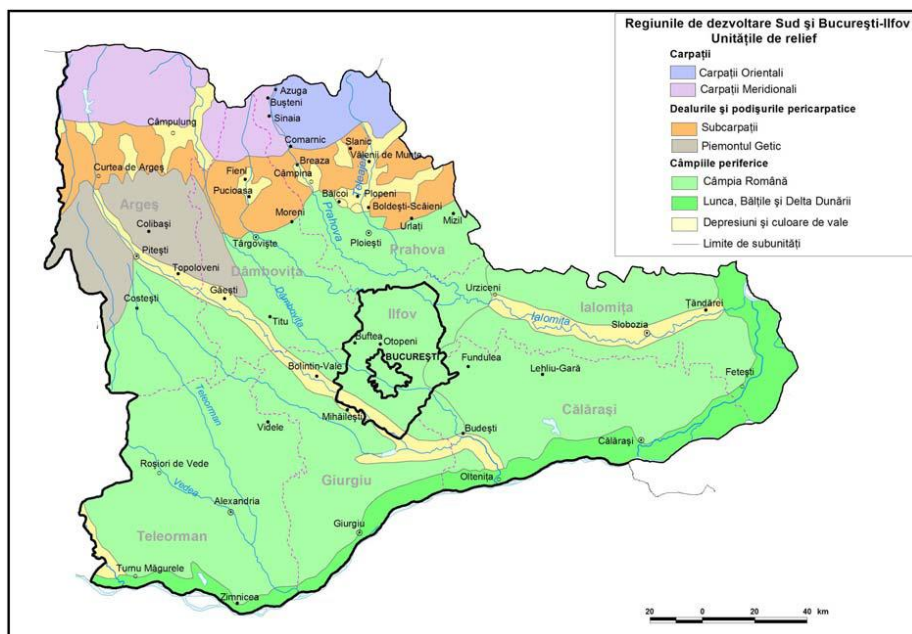 Regiunile de dezvoltare Sud şi Bucureşti-Ilfov
Unităţile de relief
Carpaţii
Carpaţii Orientali
Carpaţii Meridionali
Dealurile şi podişurile pericarpatice
Subcarpaţii
Piemontul Getic
Câmpiile periferice
Câmpia Română
Lunca, Bălţile şi Delta Dunării
Depresiuni şi culoare de vale
Limite de subunităţi
Azuga
Buşteni
Sinaia
Câmpulung
Comarnic
Slanic
Vălenii de Munte
Curtea de Argeş
Fieni
Breaza
Câmpina
Teleajen
Pucioasa
Băicoi
Plopeni
Boldeşti-Scăieni
Argeş
Colibaşi
Moreni
Prahova
Urlaţi
Mizil
Târgovişte
Ploieşti
Prahova
Piteşti
Topoloveni
Dâmboviţa
Urziceni
Ialomiţa
Ţăndărei
Costeşti
Găeşti
Dâmboviţa
Ilfov
Ialomiţa
Slobozia
Titu
Buftea
Otopeni
BUCUREŞTI
Fundulea
Lehliu-Gară
Feteşti
Bolintin-Vale
Teleorman
Mihăileşti
Călăraşi
Videle
Budeşti
Călăraşi
Roşiori de Vede
Vedea
Giurgiu
Olteniţa
Alexandria
Giurgiu
Teleorman
Turnu Măgurele
Zimnicea
20 0 20 40 km